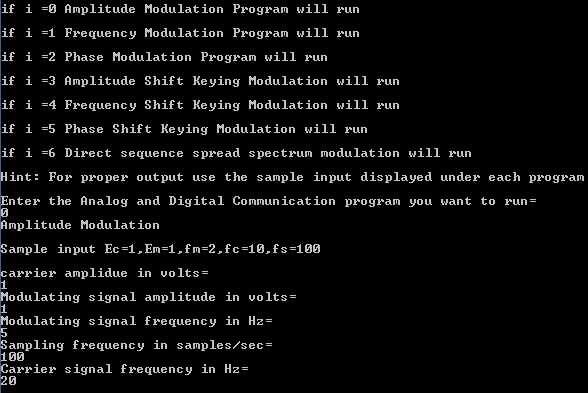 if i =0 Amplitude Modulation Program will run
if i =1 Frequency Modulation Program will run
if i =2 Phase Modulation Program will run
if i =3 Amplitude Shift Keying Modulation will run
if i =4 Frequency Shift Keying Modulation will run
if i =5 Phase Shift Keying Modulation will run
if i =6 Direct sequence spread spectrum modulation will run
Hint: For proper output use the sample input displayed under each program
Enter the Analog and Digital Communication program you want to run=
0
Amplitude Modulation
Sample input Ec=1,Em=1,fm=2,fc=10,fs=100
carrier amplidue in volts=
1
Modulating signal amplitude in volts=
1
Modulating signal frequency in Hz=
5
Sampling frequency in samples/sec=
100
Carrier signal frequency in Hz=
20